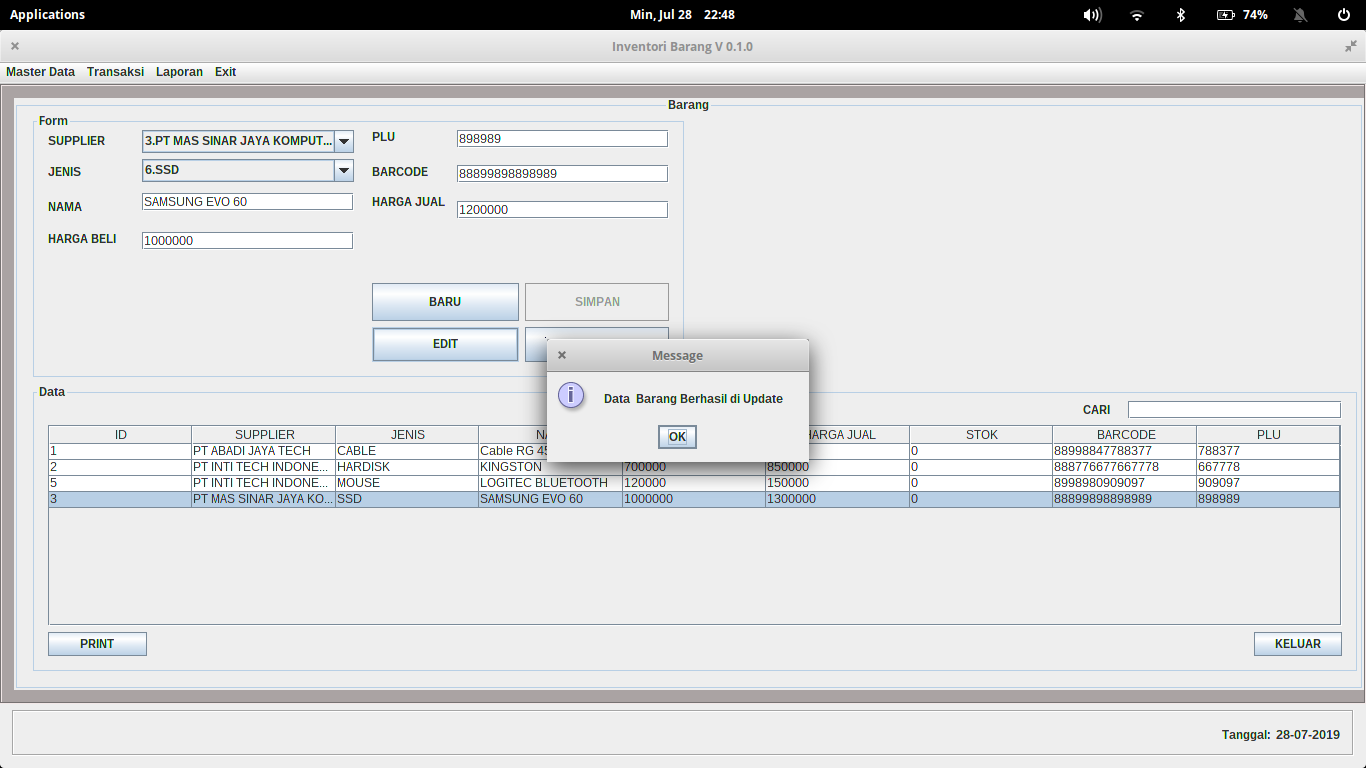 Applications Min, Jul 28 22:48 74%
Inventori Barang V 0.1.0
Master Data Transaksi Laporan Exit
Barang
Form
SUPPLIER 3.PT MAS SINAR JAYA KOMPUT... PLU 898989
JENIS 6.SSD BARCODE 88899898898989
NAMA SAMSUNG EVO 60 HARGA JUAL 1200000
HARGA BELI 1000000
BARU SIMPAN
EDIT
Message
Data Barang Berhasil di Update
OK
Data
CARI
ID SUPPLIER JENIS HARGA JUAL STOK BARCODE PLU
1 PT ABADI JAYA TECH CABLE Cable RG 45 0 88998847788377 788377
2 PT INTI TECH INDONE... HARDISK KINGSTON 700000 850000 0 888776677667778 667778
5 PT INTI TECH INDONE... MOUSE LOGITEC BLUETOOTH 120000 150000 0 8998980909097 909097
3 PT MAS SINAR JAYA KO... SSD SAMSUNG EVO 60 1000000 1300000 0 88899898898989 898989
PRINT KELUAR
Tanggal: 28-07-2019